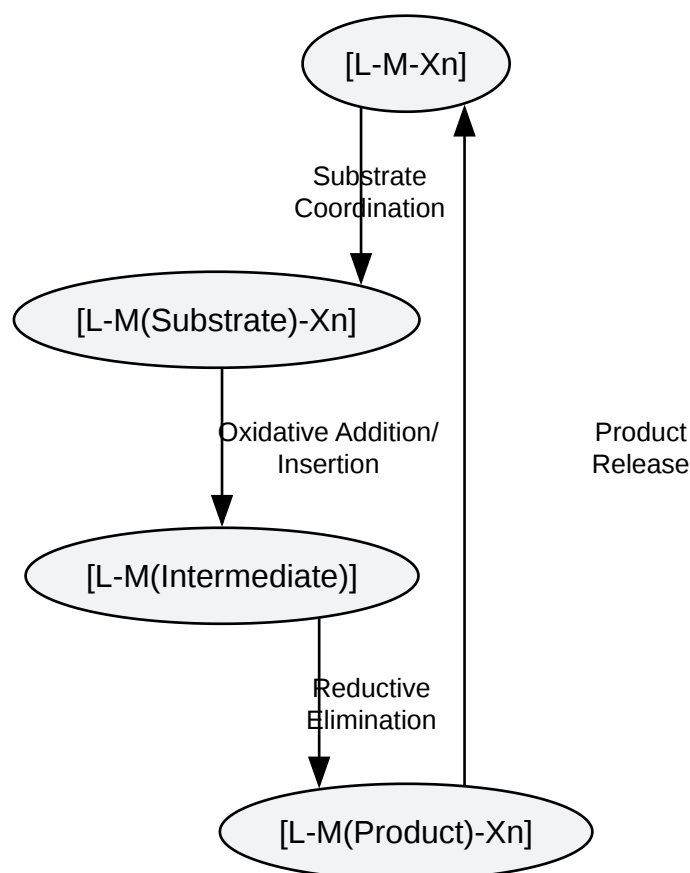 [L-M-Xn]
Substrate
Coordination
[L-M(Substrate)-Xn]
Oxidative Addition/
Insertion
Product
Release
[L-M(Intermediate)]
Reductive
Elimination
[L-M(Product)-Xn]